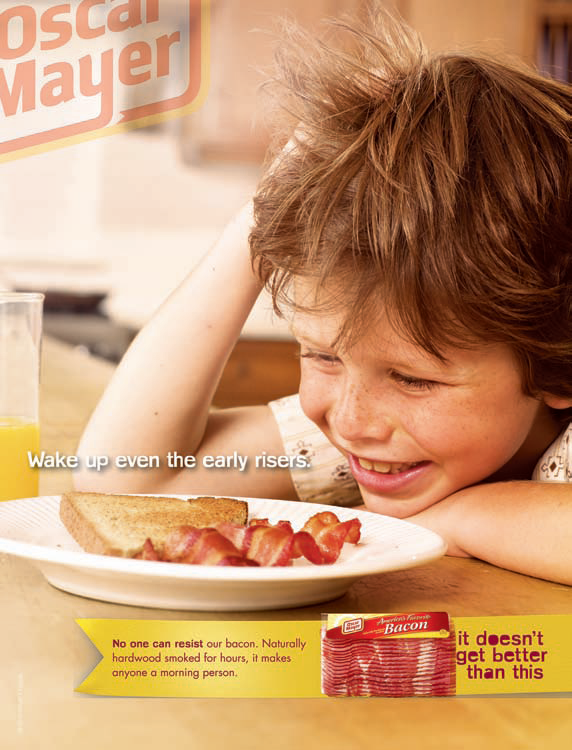 Oscar
Mayer
Wake up even the early risers.
No one can resist our bacon. Naturally
hardwood smoked for hours, it makes
anyone a morning person.
Oscar
Mayer
America's Favorite
Bacon
it doesn't
get better
than this